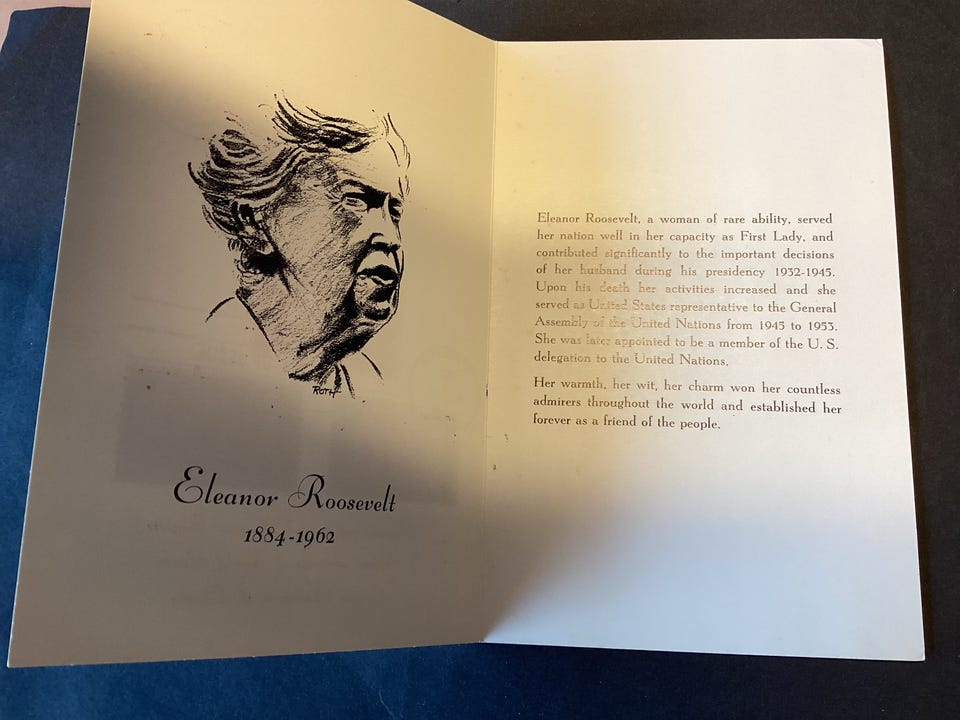 ROTH
Eleanor Roosevelt
1884-1962
Eleanor Roosevelt, a woman of rare ability, served
her nation well in her capacity as First Lady, and
contributed significantly to the important decisions
of her husband during his presidency 1932-1945.
Upon his death her activities increased and she
served as United States representative to the General
Assembly of the United Nations from 1945 to 1953.
She was later appointed to be a member of the U. S.
delegation to the United Nations.
Her warmth, her wit, her charm won her countless
admirers throughout the world and established her
forever as a friend of the people.